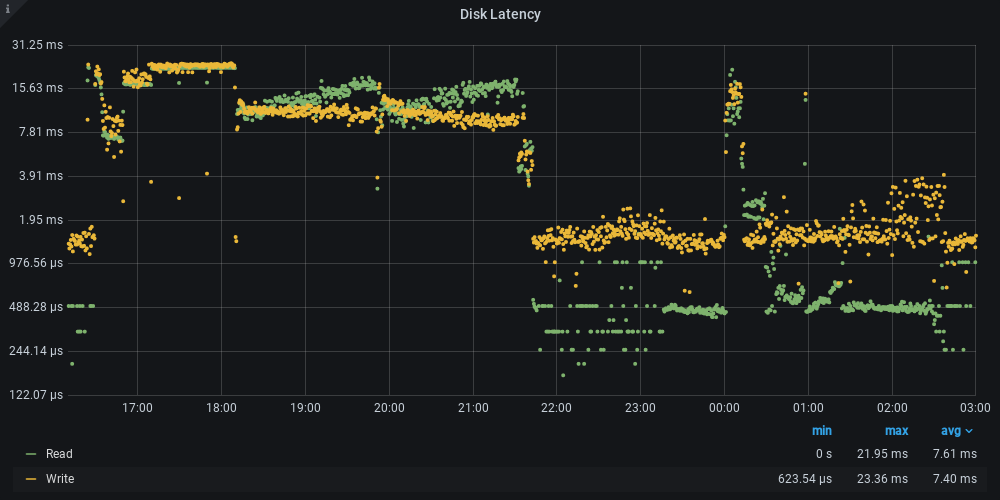 i
Disk Latency
31.25 ms
15.63 ms
7.81 ms
3.91 ms
1.95 ms
976.56 µs
488.28 µs
244.14 µs
122.07 µs
17:00 18:00 19:00 20:00 21:00 22:00 23:00 00:00 01:00 02:00 03:00
min max avg
Read 0 s 21.95 ms 7.61 ms
Write 623.54 µs 23.36 ms 7.40 ms